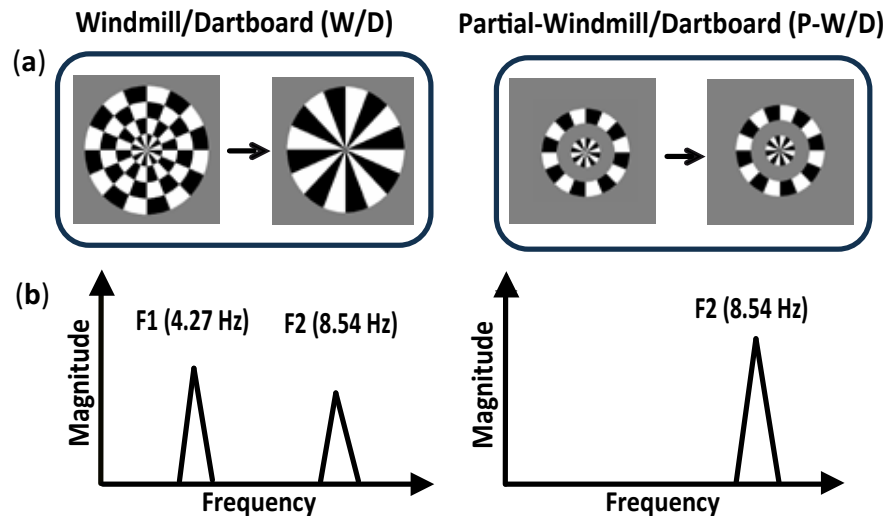 Windmill/Dartboard (W/D)
Partial-Windmill/Dartboard (P-W/D)
(a)
(b)
Magnitude
F1 (4.27 Hz)
F2 (8.54 Hz)
Frequency
Magnitude
F2 (8.54 Hz)
Frequency